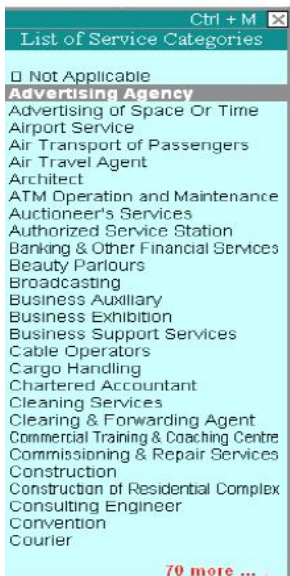 Ctrl + M
List of Service Categories
Not Applicable
Advertising Agency
Advertising of Space Or Time
Airport Service
Air Transport of Passengers
Air Travel Agent
Architect
ATM Operation and Maintenance
Auctioneer's Services
Authorized Service Station
Banking & Other Financial Services
Beauty Parlours
Broadcasting
Business Auxiliary
Business Exhibition
Business Support Services
Cable Operators
Cargo Handling
Chartered Accountant
Cleaning Services
Clearing & Forwarding Agent
Commercial Training & Coaching Centre
Commissioning & Repair Services
Construction
Construction of Residential Complex
Consulting Engineer
Convention
Courier
70 more ...